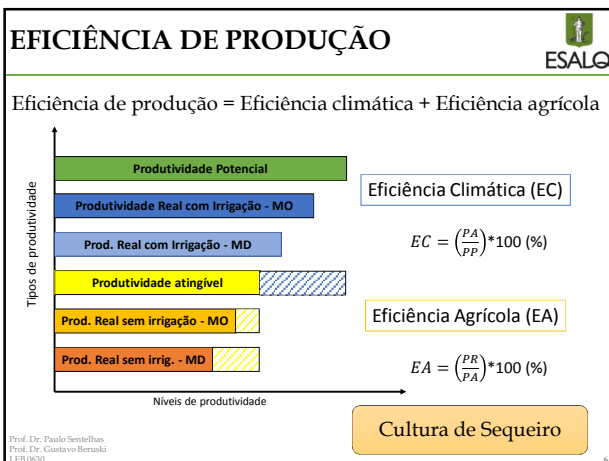 EFICIÊNCIA DE PRODUÇÃO
ESALQ
Eficiência de produção = Eficiência climática + Eficiência agrícola
Tipos de produtividade
Produtividade Potencial
Produtividade Real com Irrigação - MO
Prod. Real com Irrigação - MD
Produtividade atingível
Prod. Real sem irrigação - MO
Prod. Real sem irrig. - MD
Níveis de produtividade
Eficiência Climática (EC)
EC = (PA/PP)*100 (%)
Eficiência Agrícola (EA)
EA = (PR/PA)*100 (%)
Cultura de Sequeiro
Prof. Dr. Paulo Sentelhas
Prof. Dr. Gustavo Beruski
LEB 0630
6